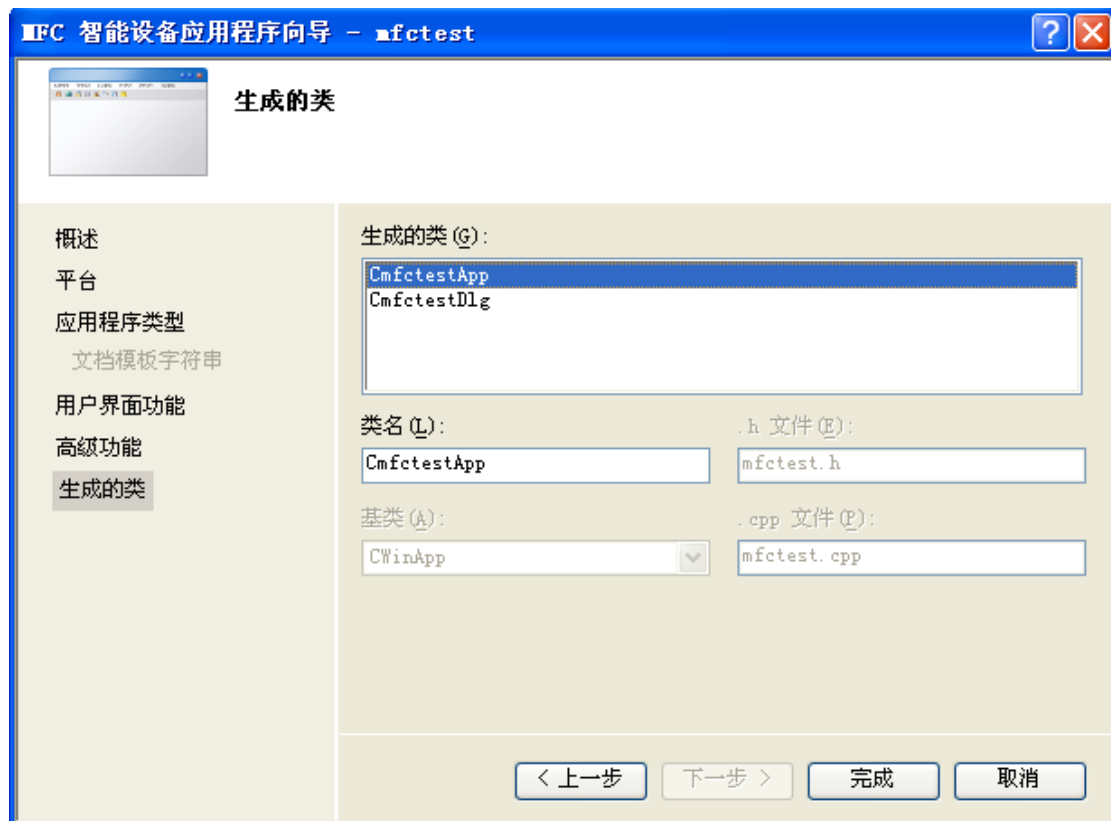 MFC 智能设备应用程序向导 - mfctest
生成的类
概述
平台
应用程序类型
文档模板字符串
用户界面功能
高级功能
生成的类
生成的类(G):
CmfctestApp
CmfctestDlg
类名(L):
.h 文件(E):
CmfctestApp
mfctest.h
基类(A):
.cpp 文件(P):
CWinApp
mfctest.cpp
< 上一步
下一步 >
完成
取消